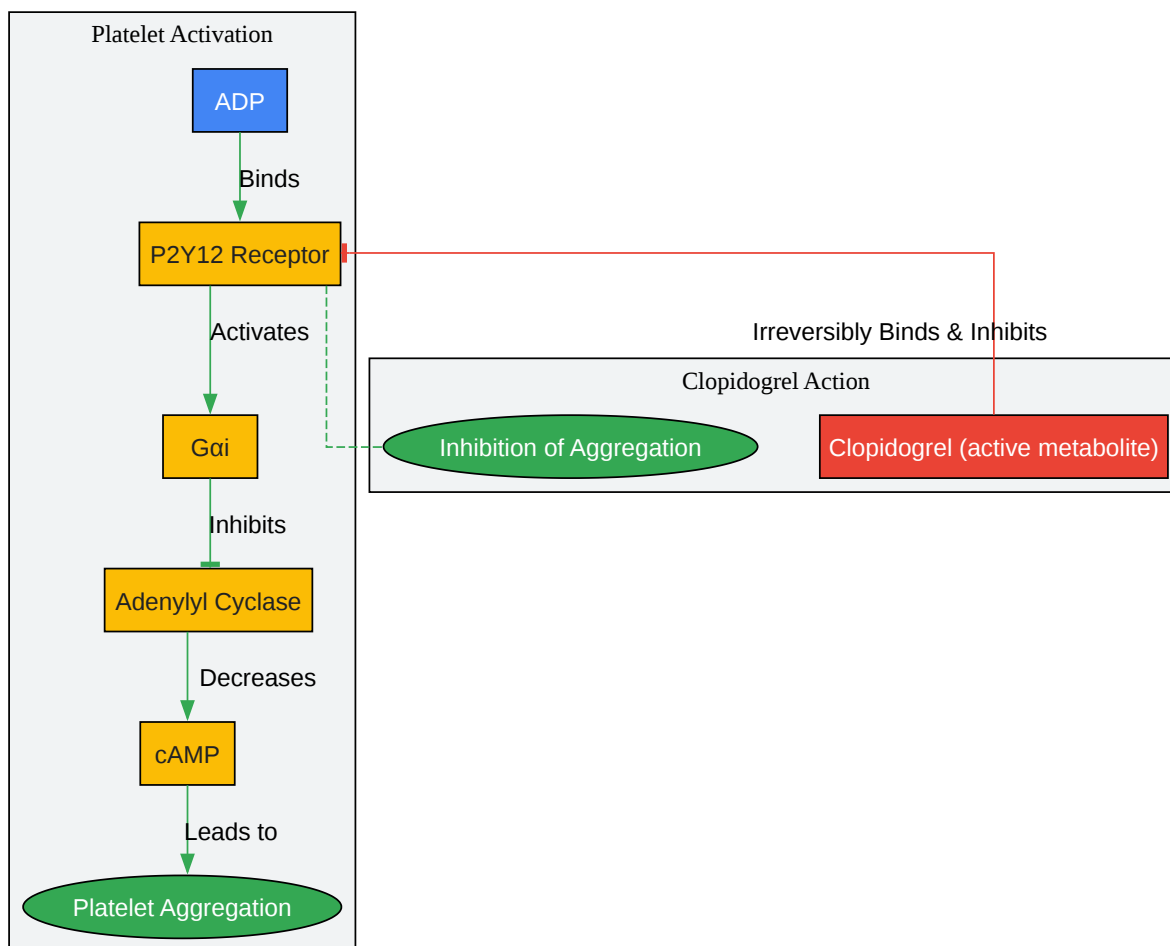 Platelet Activation
ADP
Binds
P2Y12 Receptor
Activates
Irreversibly Binds & Inhibits
Clopidogrel Action
Gαi
Inhibition of Aggregation
Clopidogrel (active metabolite)
Inhibits
Adenylyl Cyclase
Decreases
cAMP
Leads to
Platelet Aggregation